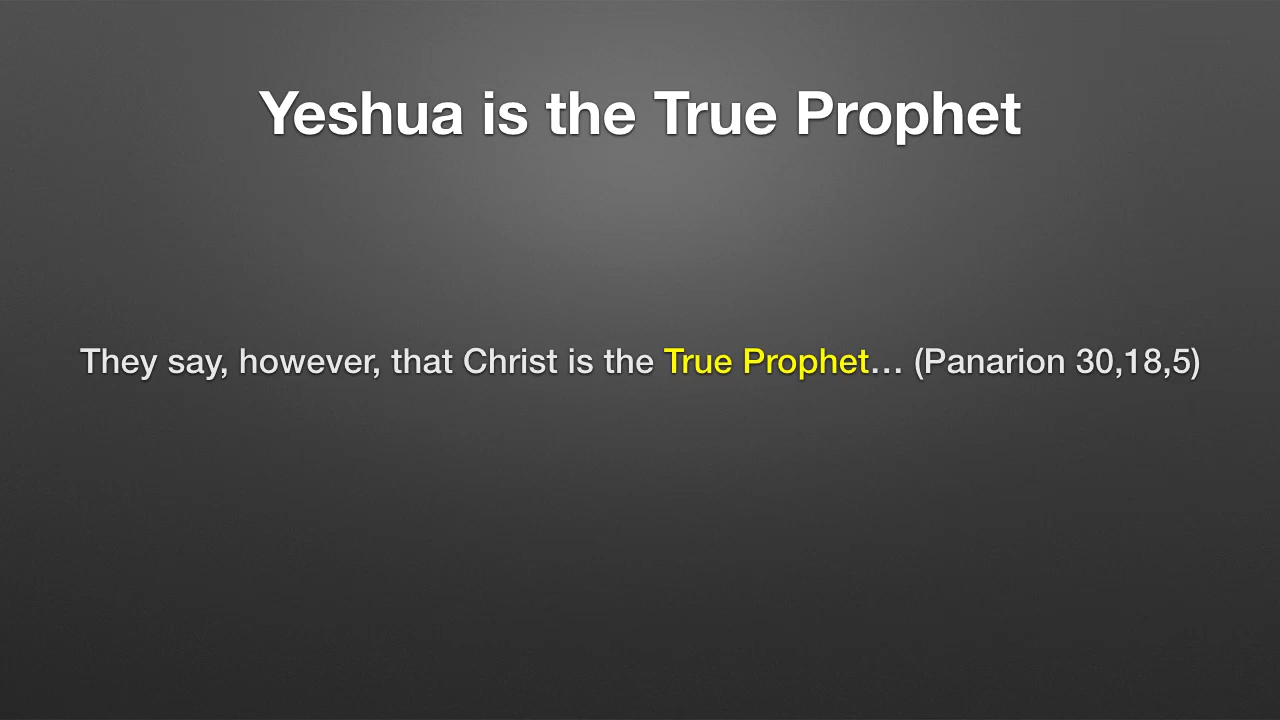 Yeshua is the True Prophet
They say, however, that Christ is the True Prophet… (Panarion 30,18,5)